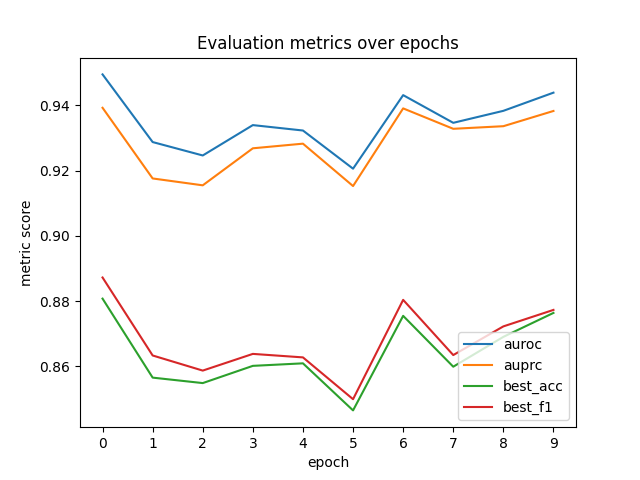 Evaluation metrics over epochs
metric score
0.94
0.92
0.90
0.88
0.86
auroc
auprc
best_acc
best_f1
0 1 2 3 4 5 6 7 8 9
epoch